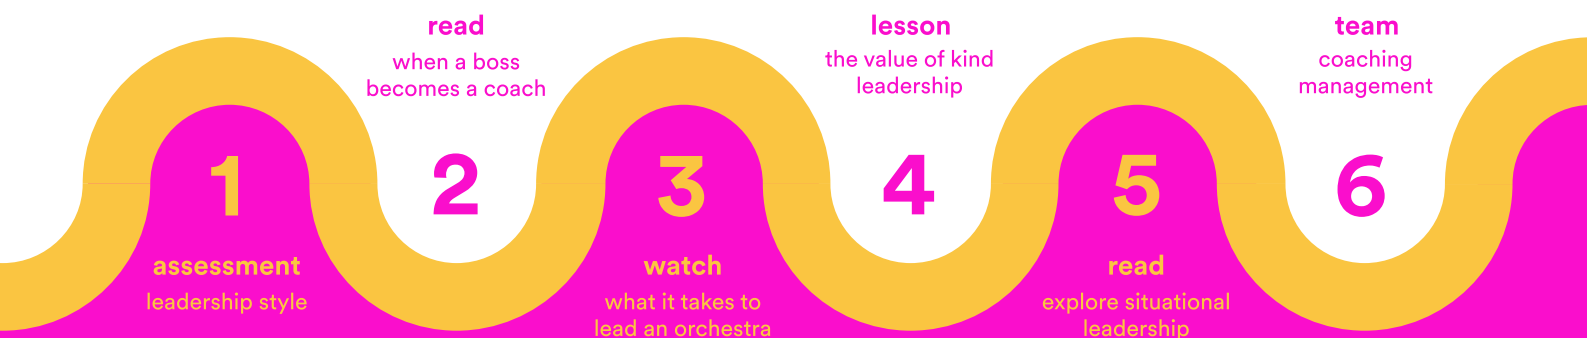 1
assessment
leadership style
read
when a boss
becomes a coach
2
3
watch
what it takes to
lead an orchestra
lesson
the value of kind
leadership
4
5
read
explore situational
leadership
team
coaching
management
6